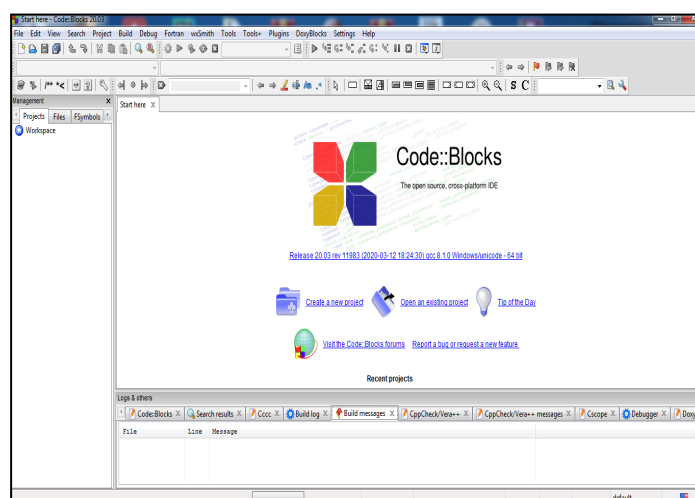 Start here - Code::Blocks 20.03
File Edit View Search Project Build Debug Fortran wxSmith Tools Tools+ Plugins DoxyBlocks Settings Help
S C
Management X
Start here X
Projects Files FSymbols
Workspace
Code::Blocks
The open source, cross-platform IDE
Release 20.03 rev 11983 (2020-03-12 18:24:30) gcc 8.1.0 Windows/unicode - 64 bit
Create a new project Open an existing project Tip of the Day
Visit the Code::Blocks forums Report a bug or request a new feature
Recent projects
Logs & others
Code::Blocks X Search results X Cccc X Build log X Build messages X CppCheck/Vera++ X CppCheck/Vera++ messages X Cscope X Debugger X Doxy
File Line Message
default